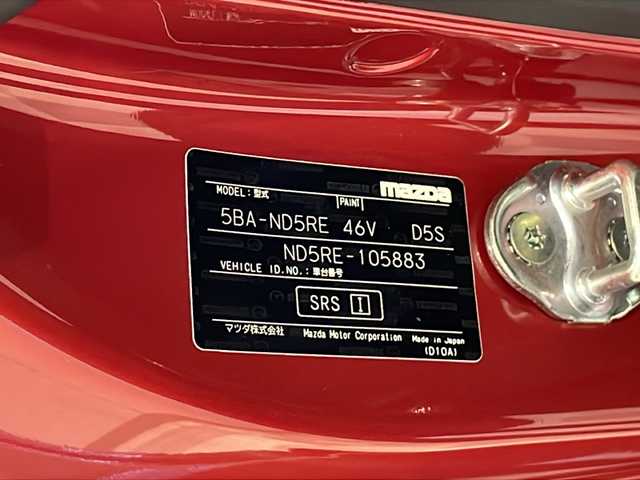 mazda
MODEL:型式 PAINT
5BA-ND5RE 46V D5S
ND5RE-105883
VEHICLE ID.NO.:車台番号
SRS I
マツダ株式会社 Mazda Motor Corporation Made in Japan
(D10A)